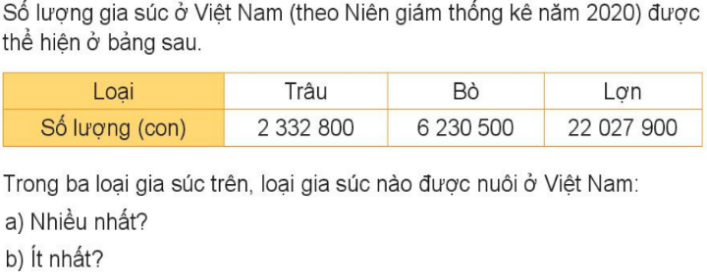 Số lượng gia súc ở Việt Nam (theo Niên giám thống kê năm 2020) được
thể hiện ở bảng sau.
Loại Trâu Bò Lợn
Số lượng (con) 2 332 800 6 230 500 22 027 900
Trong ba loại gia súc trên, loại gia súc nào được nuôi ở Việt Nam:
a) Nhiều nhất?
b) Ít nhất?